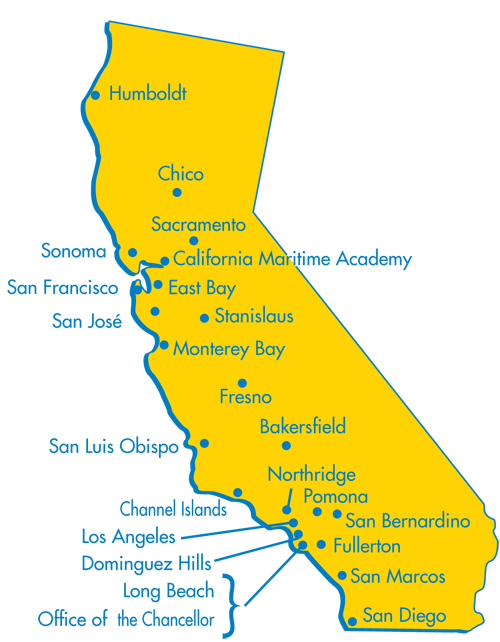 Humboldt
Chico
Sacramento
Sonoma
California Maritime Academy
San Francisco
East Bay
San José
Stanislaus
Monterey Bay
Fresno
Bakersfield
San Luis Obispo
Northridge
Pomona
Channel Islands
San Bernardino
Los Angeles
Fullerton
Dominguez Hills
San Marcos
Long Beach
Office of the Chancellor
San Diego